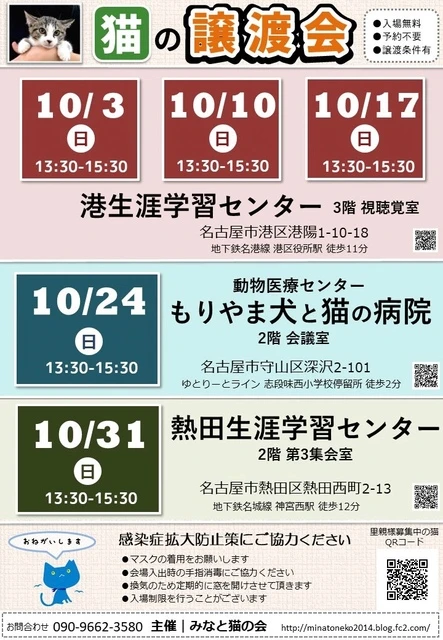 猫の譲渡会
●入場無料
●予約不要
●譲渡条件有
10/3 10/10 10/17
日 日 日
13:30-15:30 13:30-15:30 13:30-15:30
港生涯学習センター 3階 視聴覚室
名古屋市港区港陽1-10-18
地下鉄名港線 港区役所駅 徒歩11分
10/24
日
13:30-15:30
動物医療センター
もりやま犬と猫の病院
2階 会議室
名古屋市守山区深沢2-101
ゆとりーとライン 志段味西小学校停留所 徒歩2分
10/31
日
13:30-15:30
熱田生涯学習センター
2階 第3集会室
名古屋市熱田区熱田西町2-13
地下鉄名城線 神宮西駅 徒歩12分
おねがいします
感染症拡大防止策にご協力ください
●マスクの着用をお願いします
●会場入出時の手指消毒にご協力ください
●換気のため定期的に窓を開けさせて頂きます
●入場制限を行うことがございます
里親様募集中の猫
QRコード
お問合わせ 090-9662-3580 主催｜みなと猫の会 http://minatoneko2014.blog.fc2.com/